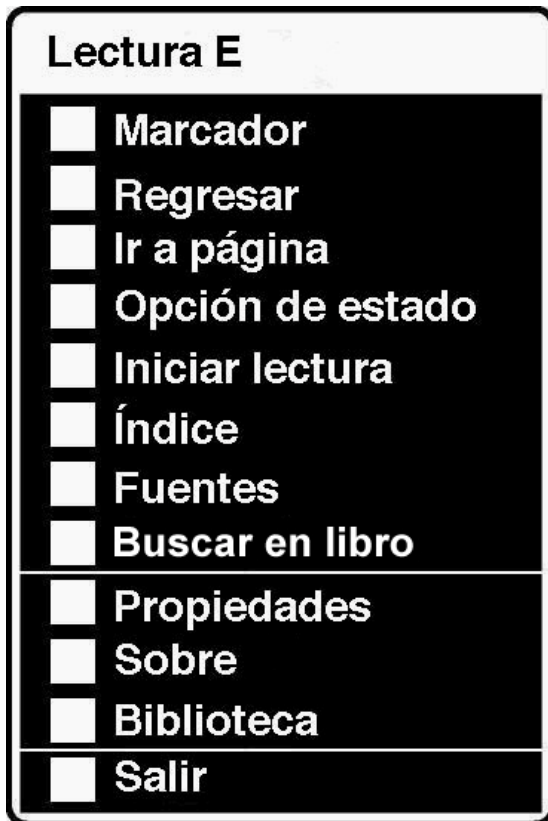 Lectura E
Marcador
Regresar
Ir a página
Opción de estado
Iniciar lectura
Índice
Fuentes
Buscar en libro
Propiedades
Sobre
Biblioteca
Salir